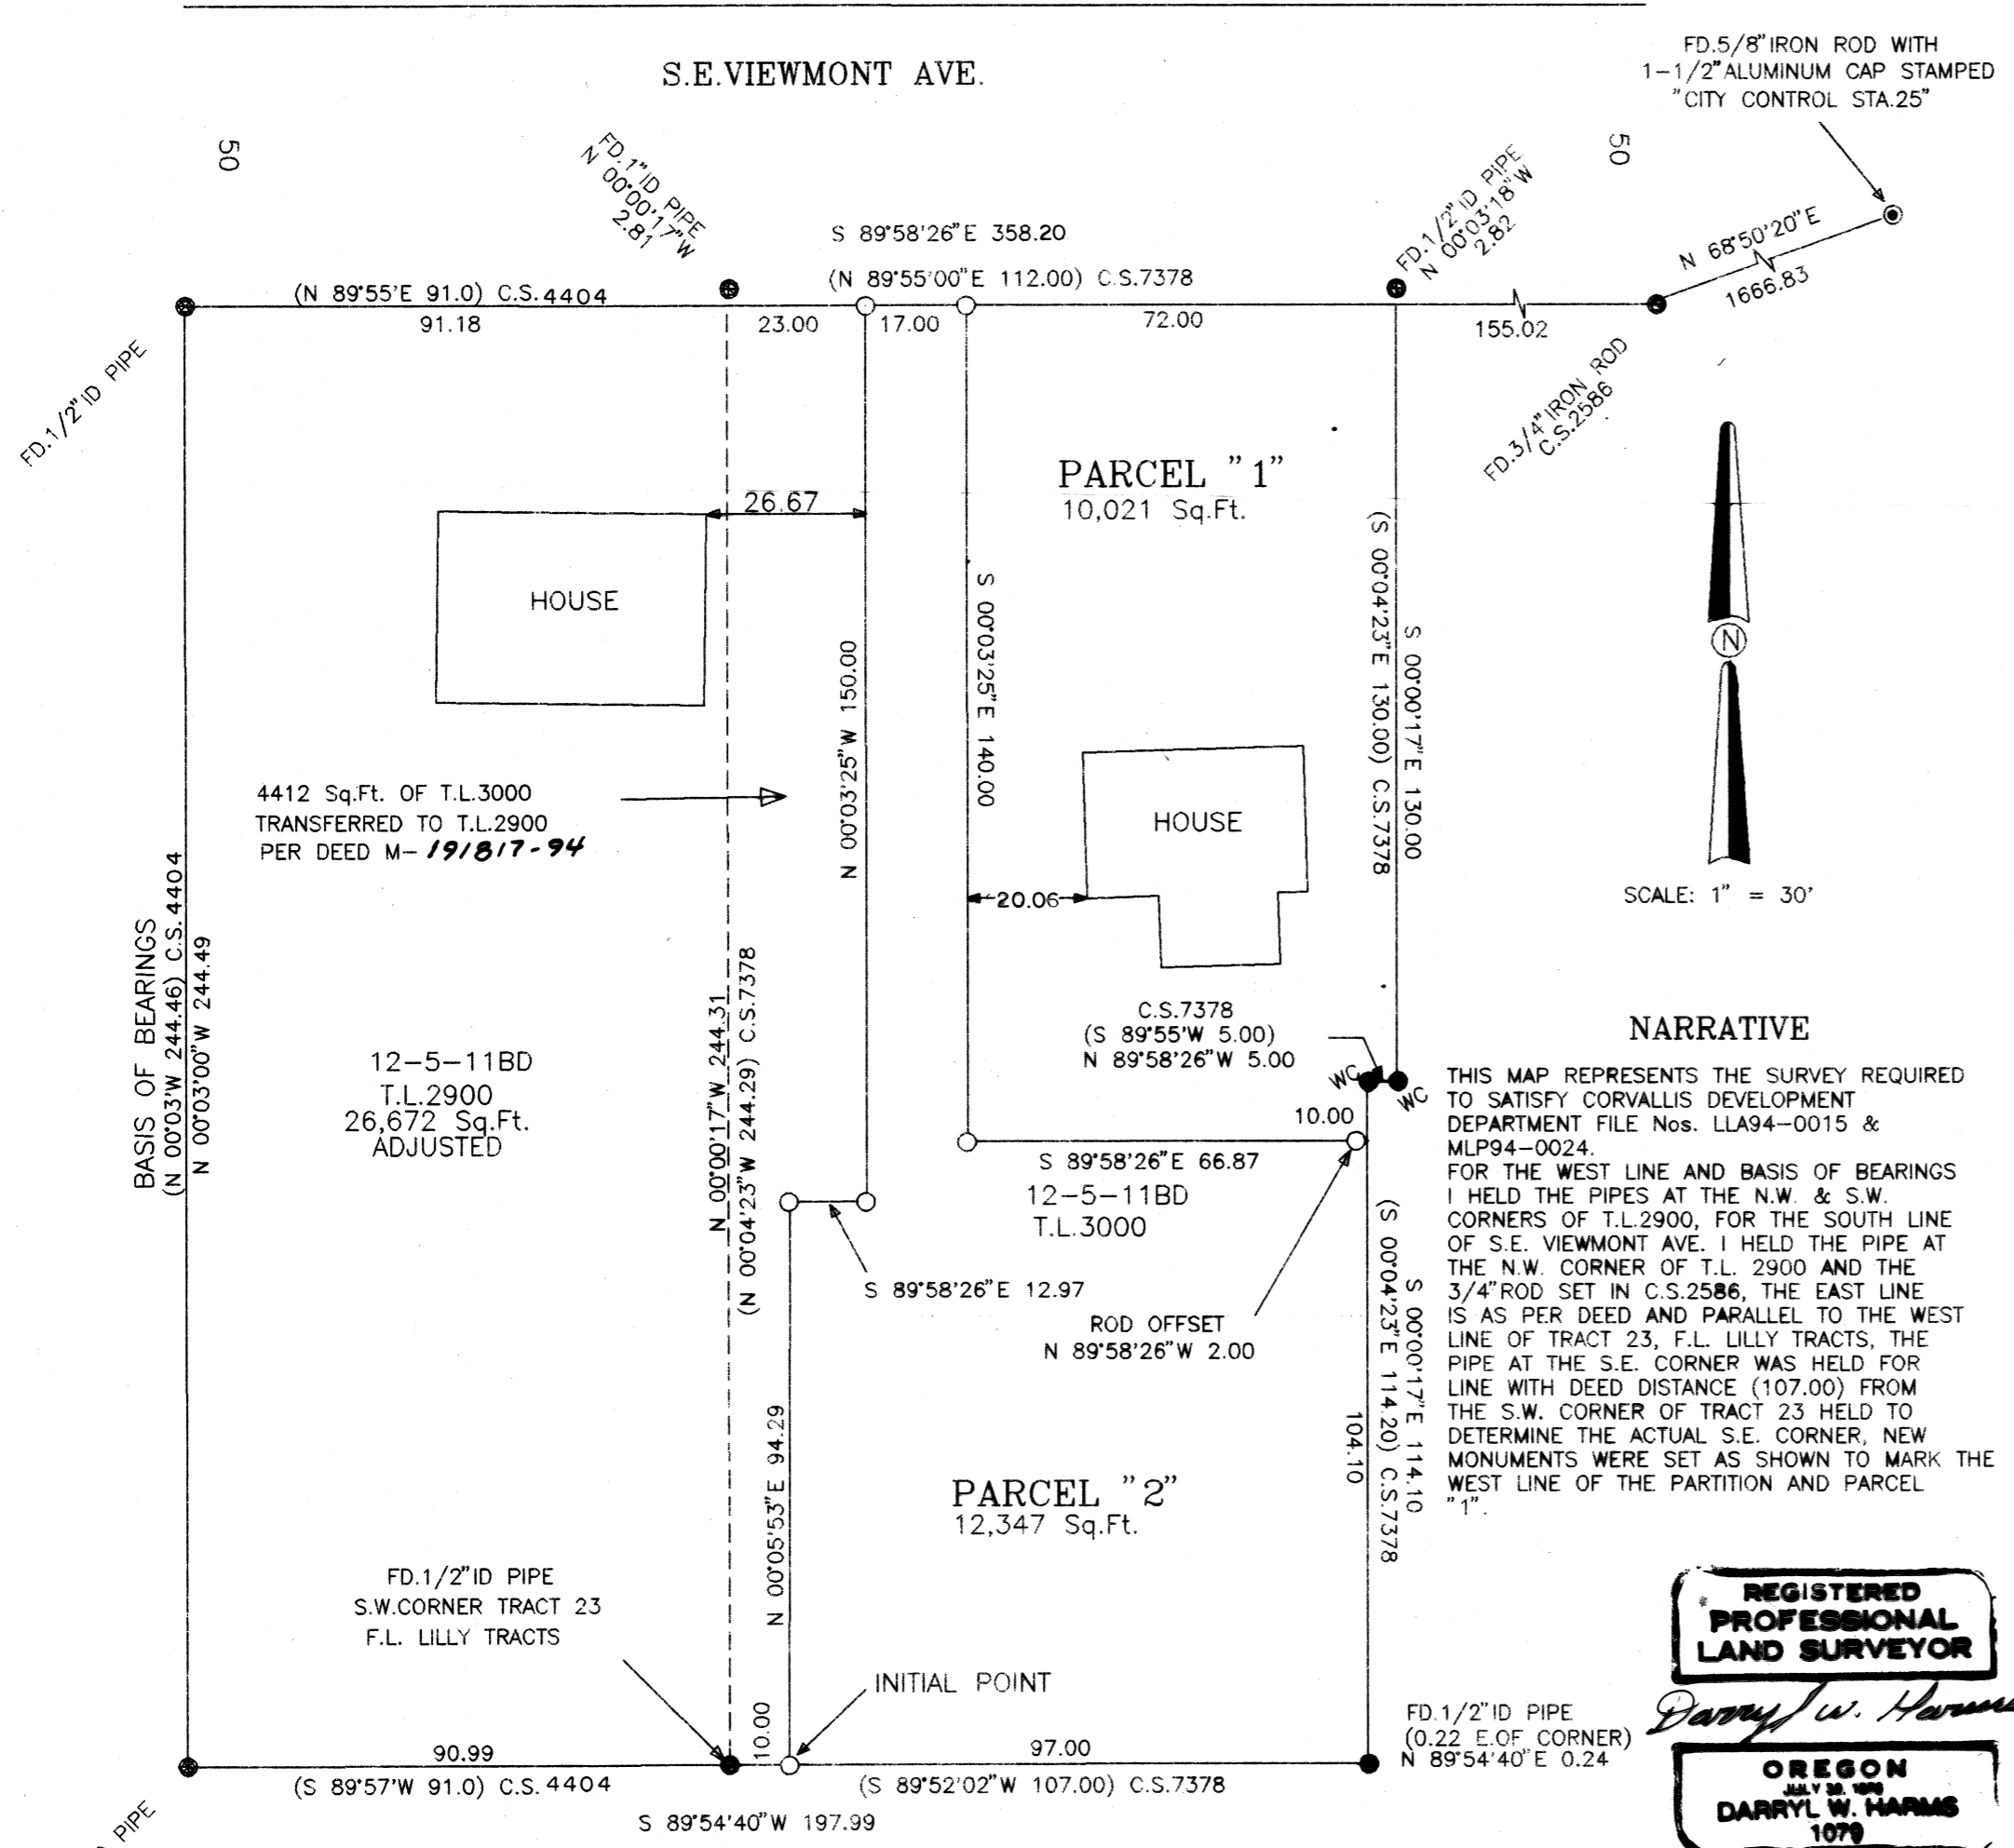 S.E.VIEWMONT AVE.
FD.5/8" IRON ROD WITH
1-1/2" ALUMINUM CAP STAMPED
"CITY CONTROL STA.25"
50
50
FD.1" ID PIPE
N 00°00'17" W
2.81
FD.1/2" ID PIPE
N 00°03'18" W
2.82
S 89°58'26" E 358.20
(N 89°55'00" E 112.00) C.S.7378
(N 89°55'E 91.0) C.S.4404
N 68°50'20" E
1666.83
91.18
23.00
17.00
72.00
155.02
FD.1/2" ID PIPE
FD.3/4" IRON ROD
C.S.2586
PARCEL "1"
10,021 Sq.Ft.
26.67
HOUSE
S 00°03'25" E 140.00
(S 00°04'23" E 130.00) C.S.7378
S 00°00'17" E 130.00
N
N 00°03'25" W 150.00
4412 Sq.Ft. OF T.L.3000
TRANSFERRED TO T.L.2900
PER DEED M-191817-94
HOUSE
20.06
SCALE: 1" = 30'
BASIS OF BEARINGS
(N 00°03'W 244.46) C.S.4404
N 00°03'00" W 244.49
N 00°00'17" W 244.31
(N 00°04'23" W 244.29) C.S.7378
C.S.7378
(S 89°55'W 5.00)
N 89°58'26" W 5.00
WC
WC
10.00
12-5-11BD
T.L.2900
26,672 Sq.Ft.
ADJUSTED
S 89°58'26" E 66.87
12-5-11BD
T.L.3000
S 89°58'26" E 12.97
ROD OFFSET
N 89°58'26" W 2.00
NARRATIVE
THIS MAP REPRESENTS THE SURVEY REQUIRED
TO SATISFY CORVALLIS DEVELOPMENT
DEPARTMENT FILE Nos. LLA94-0015 &
MLP94-0024.
FOR THE WEST LINE AND BASIS OF BEARINGS
I HELD THE PIPES AT THE N.W. & S.W.
CORNERS OF T.L.2900, FOR THE SOUTH LINE
OF S.E. VIEWMONT AVE. I HELD THE PIPE AT
THE N.W. CORNER OF T.L. 2900 AND THE
3/4" ROD SET IN C.S.2586, THE EAST LINE
IS AS PER DEED AND PARALLEL TO THE WEST
LINE OF TRACT 23, F.L. LILLY TRACTS, THE
PIPE AT THE S.E. CORNER WAS HELD FOR
LINE WITH DEED DISTANCE (107.00) FROM
THE S.W. CORNER OF TRACT 23 HELD TO
DETERMINE THE ACTUAL S.E. CORNER, NEW
MONUMENTS WERE SET AS SHOWN TO MARK THE
WEST LINE OF THE PARTITION AND PARCEL
"1".
(S 00°04'23" E 114.20) C.S.7378
S 00°00'17" E 114.10
104.10
N 00°05'53" E 94.29
PARCEL "2"
12,347 Sq.Ft.
FD.1/2" ID PIPE
S.W.CORNER TRACT 23
F.L. LILLY TRACTS
INITIAL POINT
10.00
90.99
97.00
(S 89°57'W 91.0) C.S.4404
(S 89°52'02" W 107.00) C.S.7378
S 89°54'40" W 197.99
FD.1/2" ID PIPE
(0.22 E.OF CORNER)
N 89°54'40" E 0.24
PIPE
REGISTERED
PROFESSIONAL
LAND SURVEYOR
Darryl W. Harms
OREGON
DARRYL W. HARMS
1079